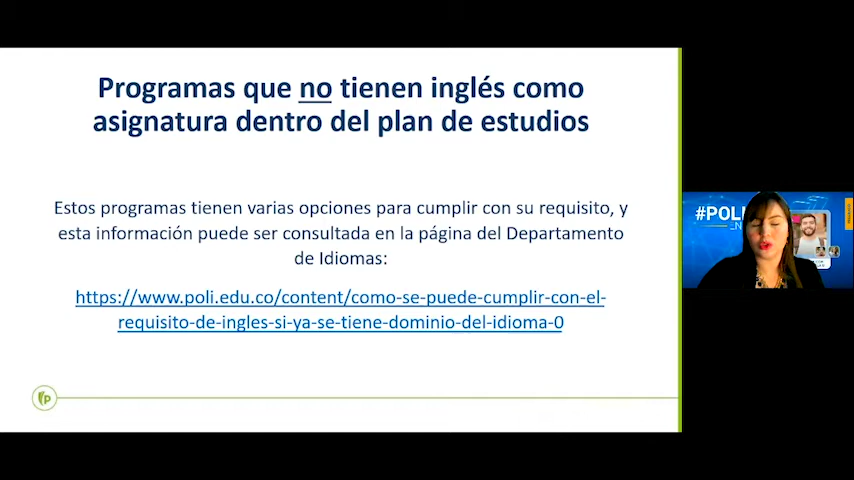 Programas que no tienen inglés como
asignatura dentro del plan de estudios
Estos programas tienen varias opciones para cumplir con su requisito, y
esta información puede ser consultada en la página del Departamento
de Idiomas:
https://www.poli.edu.co/content/como-se-puede-cumplir-con-el-
requisito-de-ingles-si-ya-se-tiene-dominio-del-idioma-0
#POLI